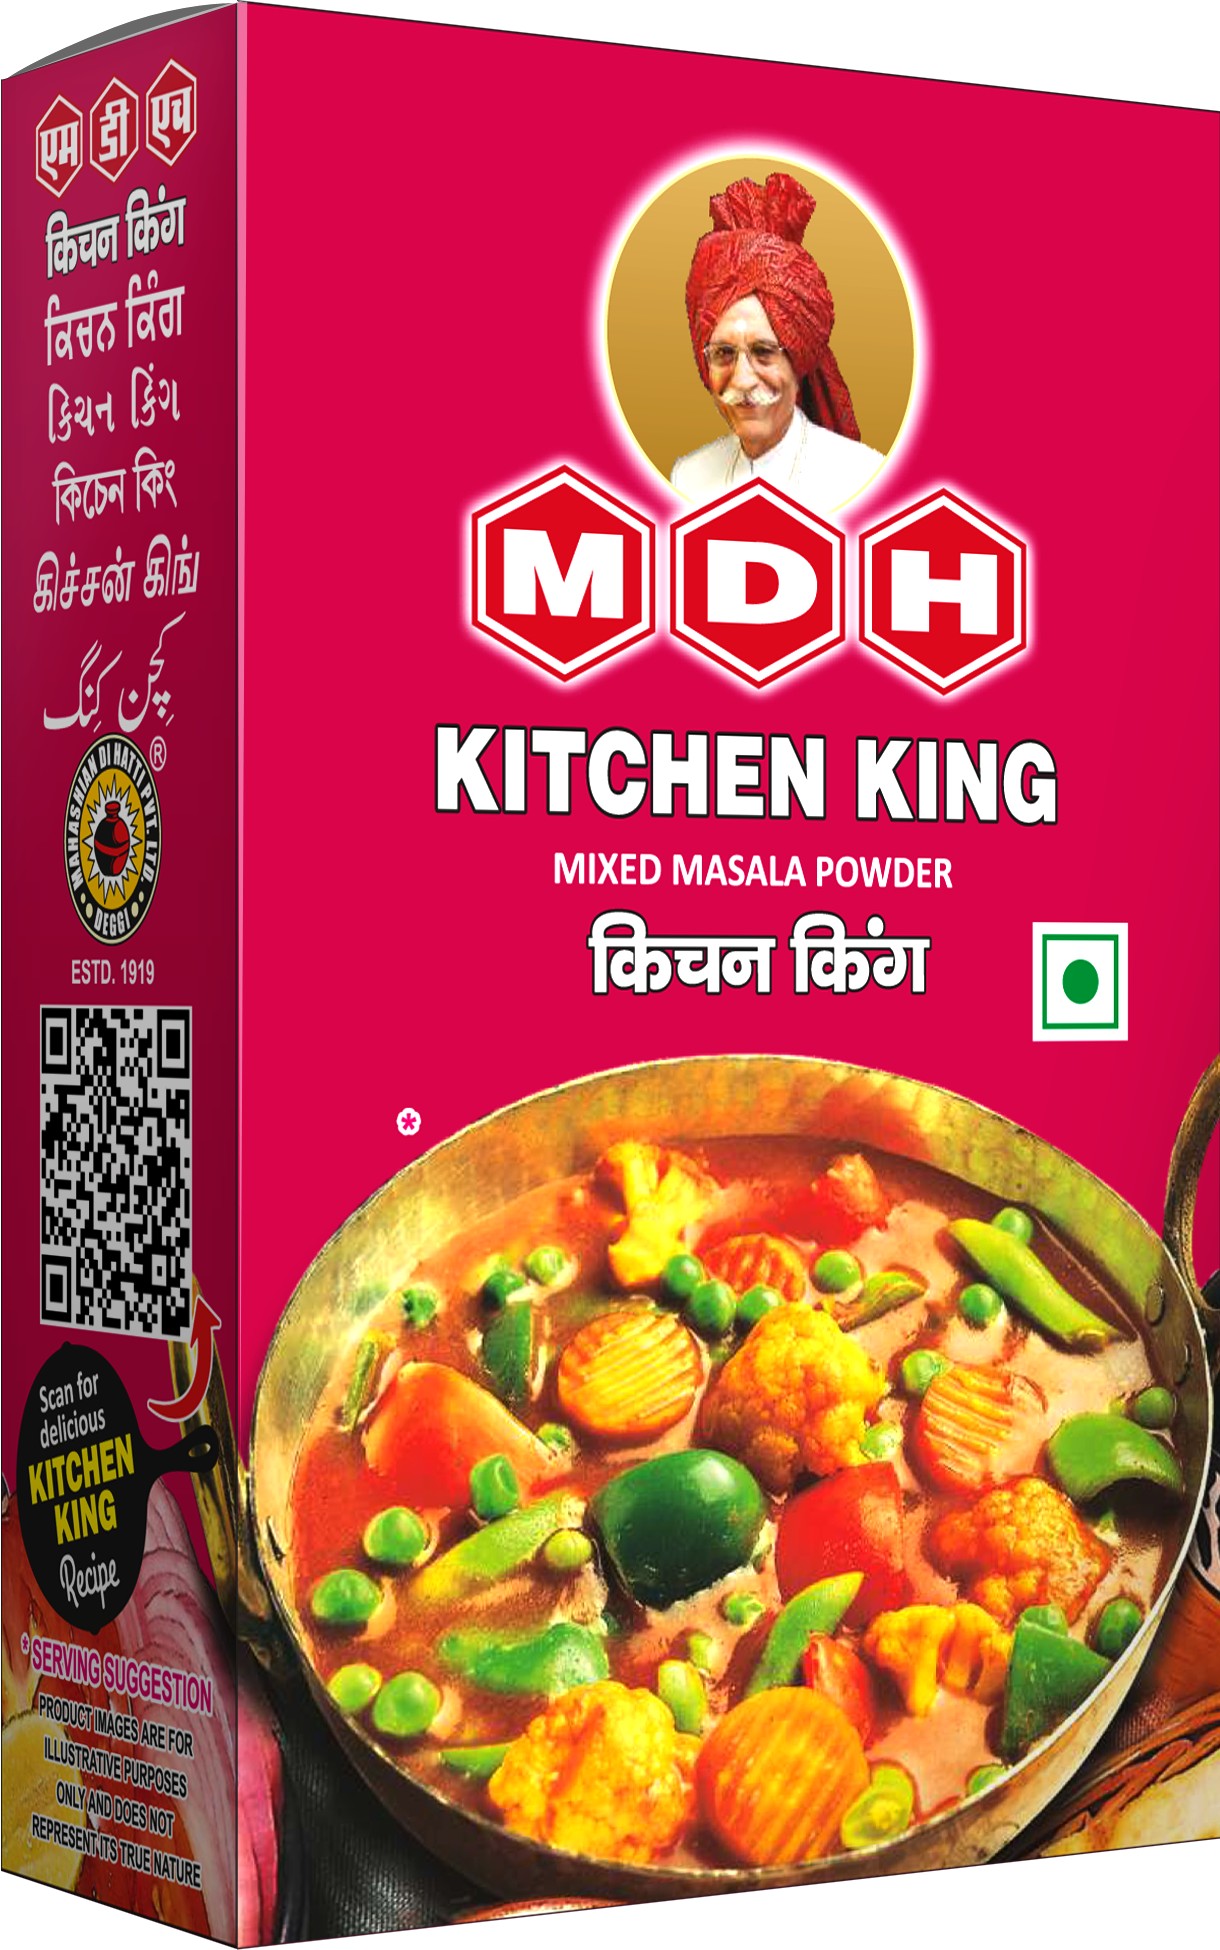 एम डी एच
किचन किंग
ਕਿਚਨ ਕਿੰਗ
કિચન કિંગ
কিচেন কিং
கிச்சன் கிங்
کچن کنگ
MAHASHIAN DI HATTI PVT. LTD.
DEGGI
®
ESTD. 1919
Scan for
delicious
KITCHEN
KING
Recipe
* SERVING SUGGESTION
PRODUCT IMAGES ARE FOR
ILLUSTRATIVE PURPOSES
ONLY AND DOES NOT
REPRESENT ITS TRUE NATURE
MDH
KITCHEN KING
MIXED MASALA POWDER
किचन किंग
*